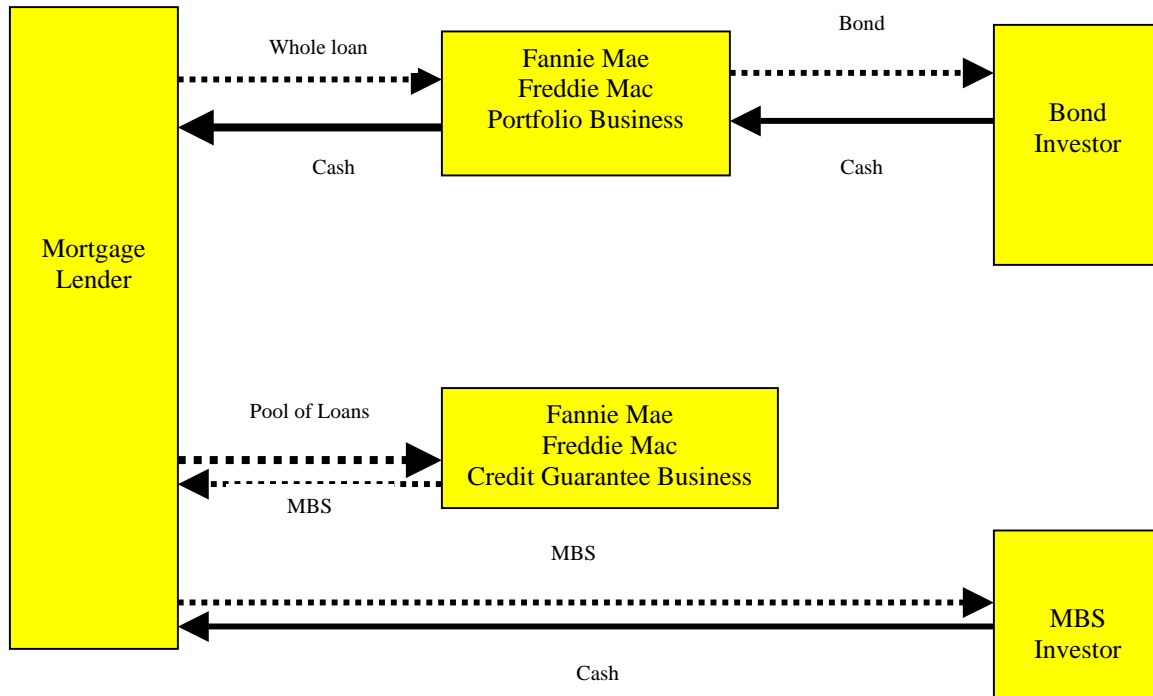 Whole loan
Fannie Mae
Freddie Mac
Portfolio Business
Bond
Bond
Investor
Cash
Cash
Mortgage
Lender
Pool of Loans
Fannie Mae
Freddie Mac
Credit Guarantee Business
MBS
MBS
MBS
Investor
Cash